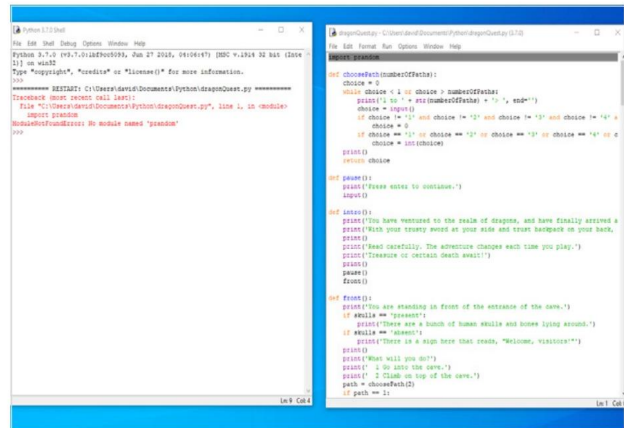 Python 3.7.0 Shell
File Edit Shell Debug Options Window Help
Python 3.7.0 (v3.7.0:1bf9cc5093, Jun 27 2018, 04:06:47) [MSC v.1914 32 bit (Inte
l)] on win32
Type "copyright", "credits" or "license()" for more information.
>>>
========== RESTART: C:\Users\david\Documents\Python\dragonQuest.py ==========
Traceback (most recent call last):
  File "C:\Users\david\Documents\Python\dragonQuest.py", line 1, in <module>
    import prandom
ModuleNotFoundError: No module named 'prandom'
>>>
Ln: 9 Col: 4
dragonQuest.py - C:\Users\david\Documents\Python\dragonQuest.py (3.7.0)
File Edit Format Run Options Window Help
import prandom
def choosePath(numberOfPaths):
    choice = 0
    while choice < 1 or choice > numberOfPaths:
        print('1 to ' + str(numberOfPaths) + '> ', end='')
        choice = input()
        if choice != '1' and choice != '2' and choice != '3' and choice != '4' a
            choice = 0
        if choice == '1' or choice == '2' or choice == '3' or choice == '4' or c
            choice = int(choice)
    print()
    return choice
def pause():
    print('Press enter to continue.')
    input()
def intro():
    print('You have ventured to the realm of dragons, and have finally arrived a
    print('With your trusty sword at your side and trust backpack on your back,
    print()
    print('Read carefully. The adventure changes each time you play.')
    print('Treasure or certain death await!')
    print()
    pause()
    front()
def front():
    print('You are standing in front of the entrance of the cave.')
    if skulls == 'present':
        print('There are a bunch of human skulls and bones lying around.')
    if skulls == 'absent':
        print('There is a sign here that reads, "Welcome, visitors!"')
    print()
    print('What will you do?')
    print('  1 Go into the cave.')
    print('  2 Climb on top of the cave.')
    path = choosePath(2)
    if path == 1:
Ln: 1 Col: